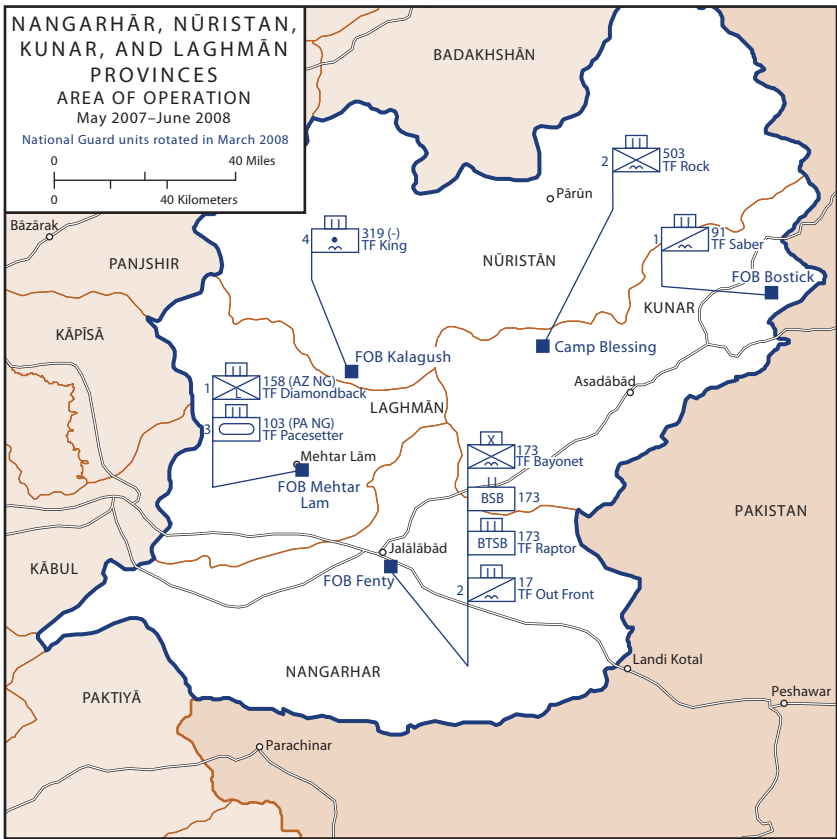 NANGARHĀR, NŪRISTAN,
KUNAR, AND LAGHMĀN
PROVINCES
AREA OF OPERATION
May 2007–June 2008
National Guard units rotated in March 2008
0
40 Miles
0
40 Kilometers
BADAKHSHĀN
2
503
TF Rock
Pārūn
Bāzārak
4
319 (-)
TF King
1
91
TF Saber
PANJSHIR
NŪRISTĀN
FOB Bostick
KUNAR
KĀPĪSĀ
FOB Kalagush
Camp Blessing
1
L
158 (AZ NG)
TF Diamondback
Asadābād
LAGHMĀN
3
103 (PA NG)
TF Pacesetter
X
173
TF Bayonet
Mehtar Lām
FOB Mehtar
Lam
BSB
173
PAKISTAN
BTSB
173
TF Raptor
Jalālābād
KĀBUL
FOB Fenty
2
17
TF Out Front
Landi Kotal
NANGARHAR
PAKTIYĀ
Peshawar
Parachinar